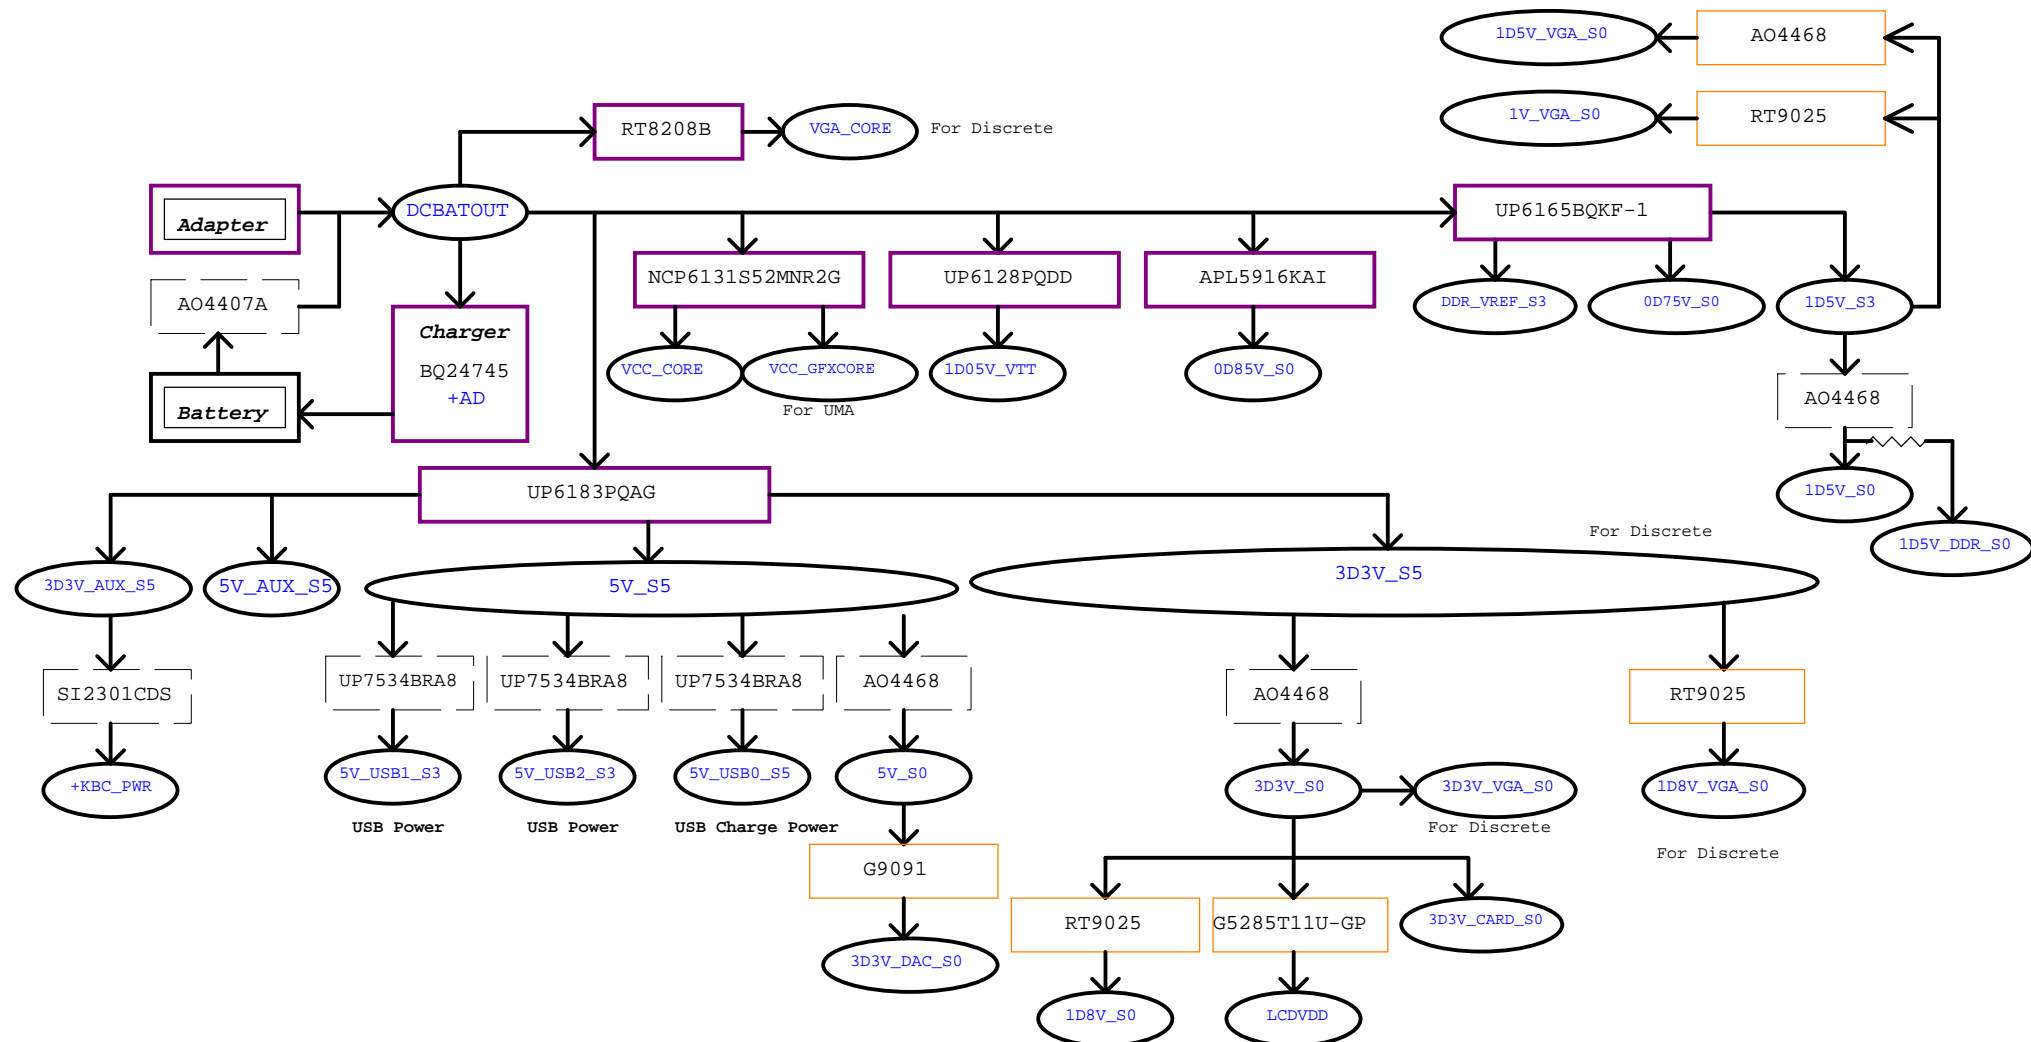 1D5V_VGA_S0
AO4468
RT8208B
VGA_CORE
For Discrete
1V_VGA_S0
RT9025
Adapter
DCBATOUT
UP6165BQKF-1
NCP6131S52MNR2G
UP6128PQDD
APL5916KAI
AO4407A
DDR_VREF_S3
0D75V_S0
1D5V_S3
Charger
BQ24745
+AD
VCC_CORE
VCC_GFXCORE
1D05V_VTT
0D85V_S0
For UMA
Battery
AO4468
UP6183PQAG
1D5V_S0
For Discrete
1D5V_DDR_S0
3D3V_AUX_S5
5V_AUX_S5
5V_S5
3D3V_S5
SI2301CDS
UP7534BRA8
UP7534BRA8
UP7534BRA8
AO4468
AO4468
RT9025
+KBC_PWR
5V_USB1_S3
5V_USB2_S3
5V_USB0_S5
5V_S0
3D3V_S0
3D3V_VGA_S0
1D8V_VGA_S0
USB Power
USB Power
USB Charge Power
For Discrete
For Discrete
G9091
RT9025
G5285T11U-GP
3D3V_CARD_S0
3D3V_DAC_S0
1D8V_S0
LCDVDD